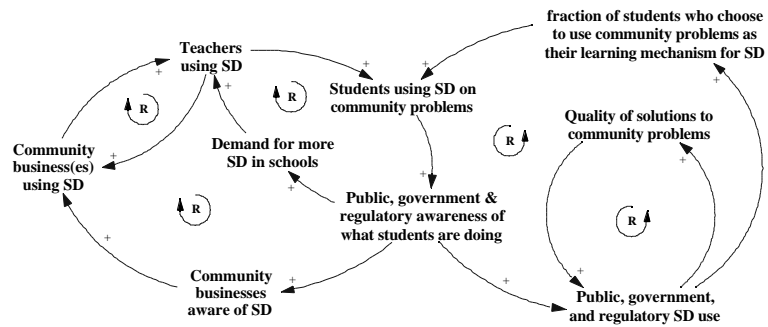 fraction of students who choose
to use community problems as
their learning mechanism for SD
Teachers
using SD
+
+
+
+
+
R
R
Students using SD on
community problems
Quality of solutions to
community problems
R
Demand for more
SD in schools
Community
business(es)
using SD
+
+
+
+
R
Public, government &
regulatory awareness of
what students are doing
R
+
Community
businesses
aware of SD
+
+
+
Public, government,
and regulatory SD use